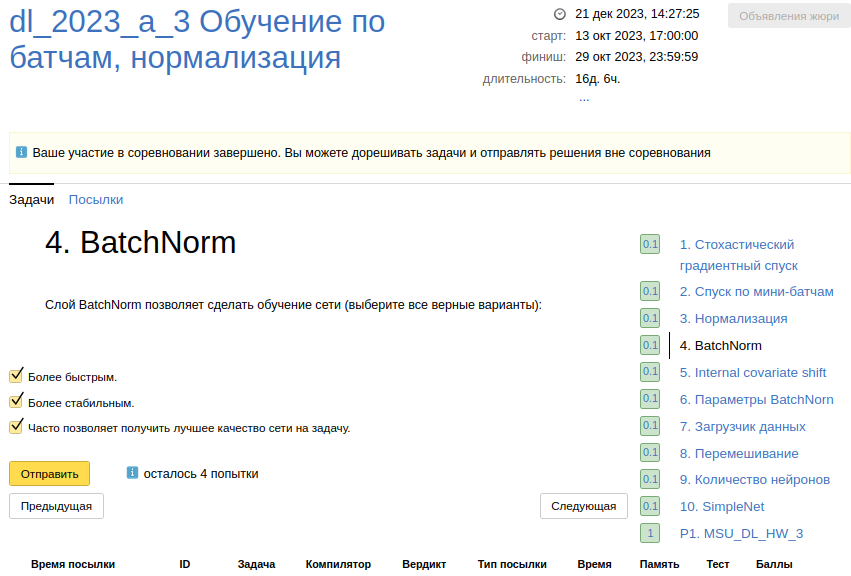 dl_2023_a_3 Обучение по
батчам, нормализация
21 дек 2023, 14:27:25
старт: 13 окт 2023, 17:00:00
финиш: 29 окт 2023, 23:59:59
длительность: 16д. 6ч.
...
Объявления жюри
Ваше участие в соревновании завершено. Вы можете дорешивать задачи и отправлять решения вне соревнования
Задачи Посылки
4. BatchNorm
Слой BatchNorm позволяет сделать обучение сети (выберите все верные варианты):
Более быстрым.
Более стабильным.
Часто позволяет получить лучшее качество сети на задачу.
Отправить осталось 4 попытки
Предыдущая Следующая
0.1 1. Стохастический
градиентный спуск
0.1 2. Спуск по мини-батчам
0.1 3. Нормализация
0.1 4. BatchNorm
0.1 5. Internal covariate shift
0.1 6. Параметры BatchNorn
0.1 7. Загрузчик данных
0.1 8. Перемешивание
0.1 9. Количество нейронов
0.1 10. SimpleNet
1 P1. MSU_DL_HW_3
Время посылки ID Задача Компилятор Вердикт Тип посылки Время Память Тест Баллы